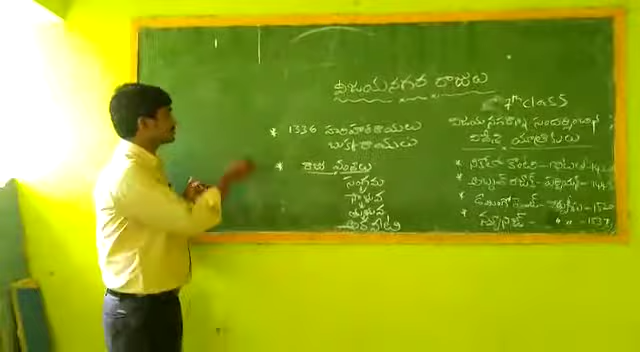 విజయనగర రాజులు
7th class
* 1336 హరిహరరాయలు
బుక్కరాయలు
* రాజ వంశాలు
సంగమ
సాళువ
తుళువ
అరవీటి
విజయనగరాన్ని సందర్శించిన
విదేశీ యాత్రికులు
* నికోలో కాంటె - ఇటలీ - 1420
* అబ్దుల్ రజాక్ - పర్షియా - 1443
* డొమింగో పేజ్ - పోర్చుగీసు - 1520
* న్యూనిజ్ - " " - 1537